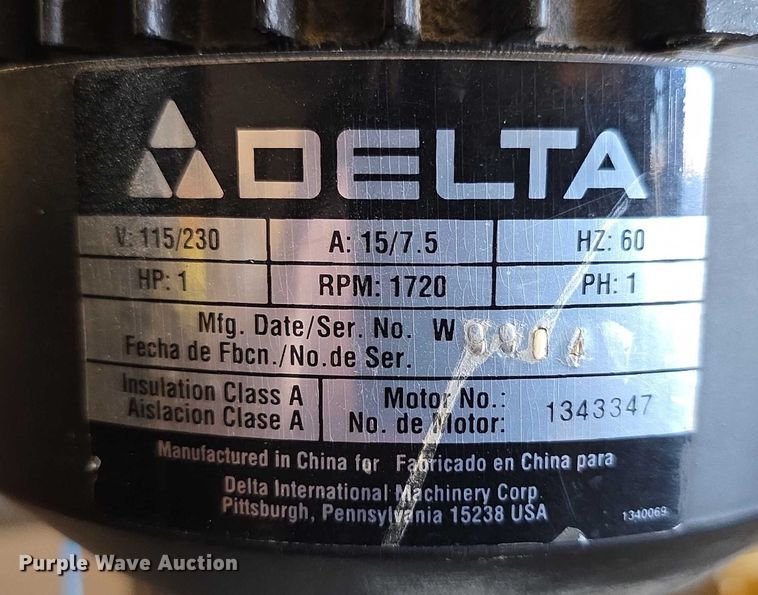 DELTA
V: 115/230 A: 15/7.5 HZ: 60
HP: 1 RPM: 1720 PH: 1
Mfg. Date/Ser. No. W 9904
Fecha de Fbcn./No.de Ser.
Insulation Class A
Aislacion Clase A
Motor No.: 1343347
No. de Motor:
Manufactured in China for Fabricado en China para
Delta International Machinery Corp.
Pittsburgh, Pennsylvania 15238 USA
1340069
Purple Wave Auction